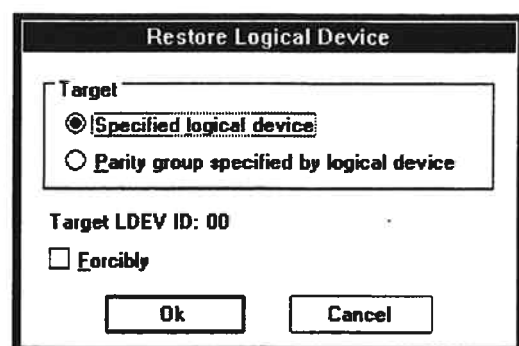 Restore Logical Device
Target
Specified logical device
Parity group specified by logical device
Target LDEV ID: 00
Forcibly
Ok Cancel